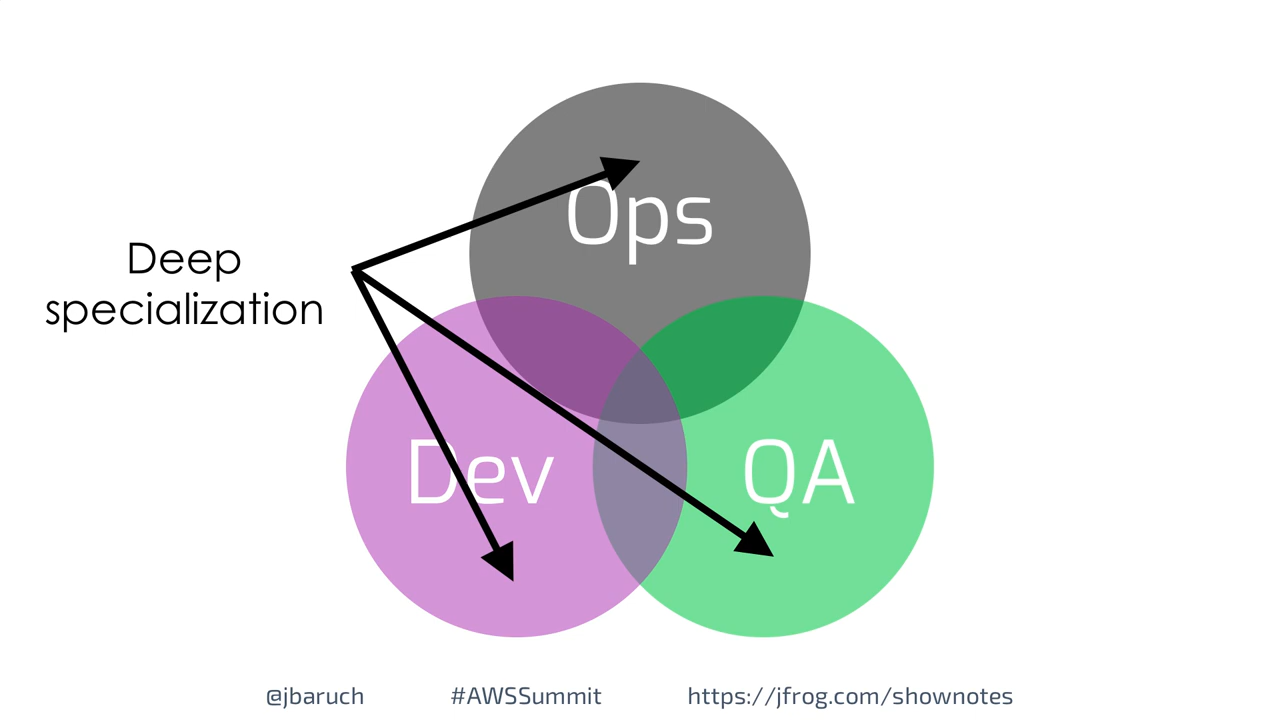 Ops
Deep
specialization
Dev
QA
@jbaruch
#AWSSummit
https://jfrog.com/shownotes